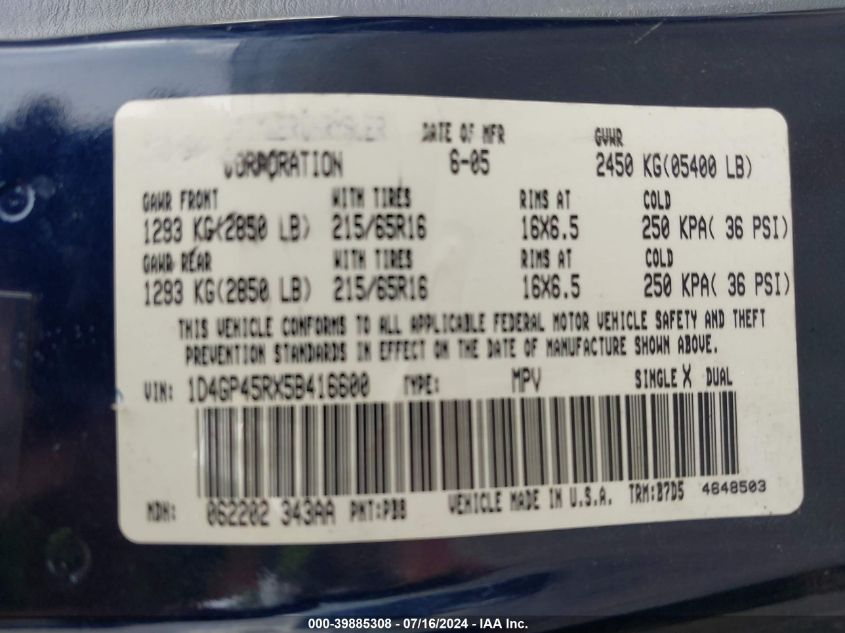 DATE OF MFR GVWR
CORPORATION 6-05 2450 KG(05400 LB)
GAWR FRONT WITH TIRES RIMS AT COLD
1293 KG(2850 LB) 215/65R16 16X6.5 250 KPA( 36 PSI)
GAWR REAR WITH TIRES RIMS AT COLD
1293 KG(2850 LB) 215/65R16 16X6.5 250 KPA( 36 PSI)
THIS VEHICLE CONFORMS TO ALL APPLICABLE FEDERAL MOTOR VEHICLE SAFETY AND THEFT
PREVENTION STANDARDS IN EFFECT ON THE DATE OF MANUFACTURE SHOWN ABOVE.
VIN: 1D4GP45RX5B416600 TYPE: MPV SINGLE X DUAL
MDH: 062202 343AA PNT:PBB VEHICLE MADE IN U.S.A. TRM:B7D5 4648503
000-39885308 - 07/16/2024 - IAA Inc.